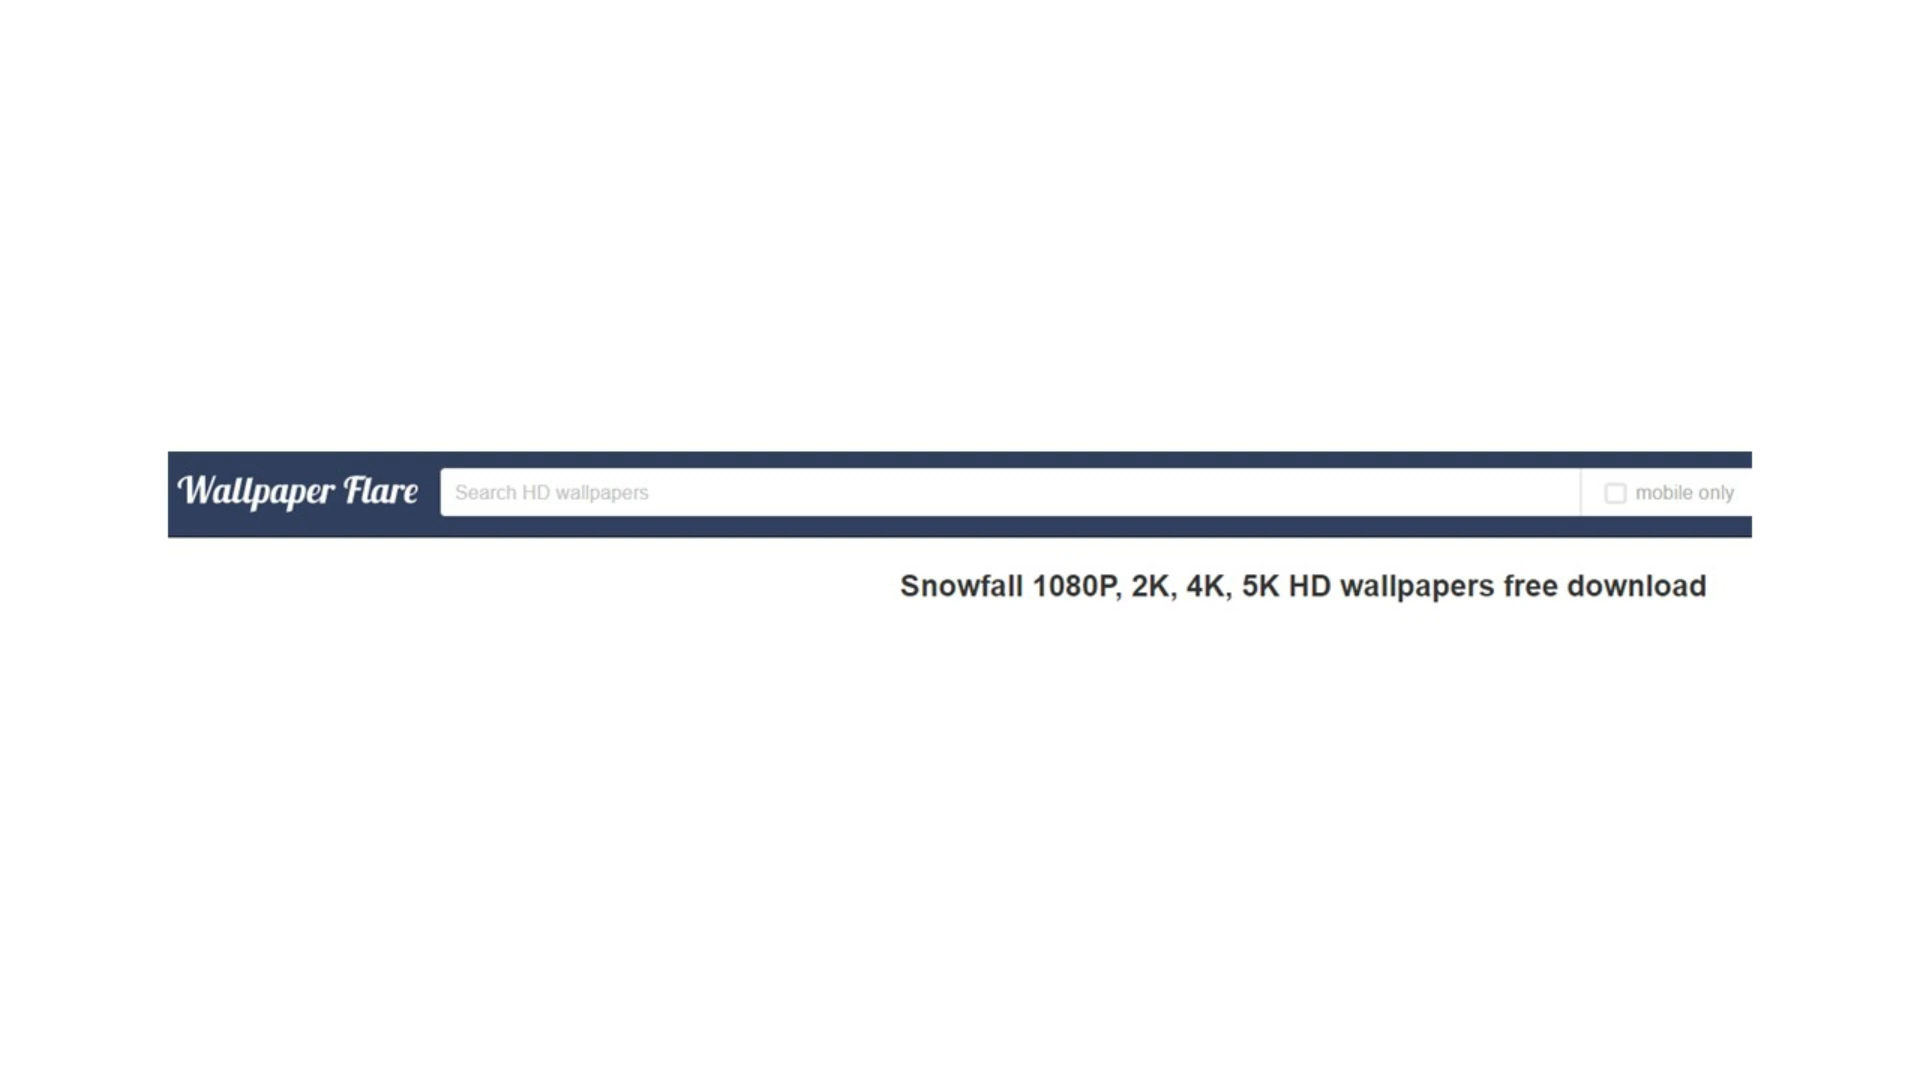 Wallpaper Flare Search HD wallpapers mobile only
Snowfall 1080P, 2K, 4K, 5K HD wallpapers free download